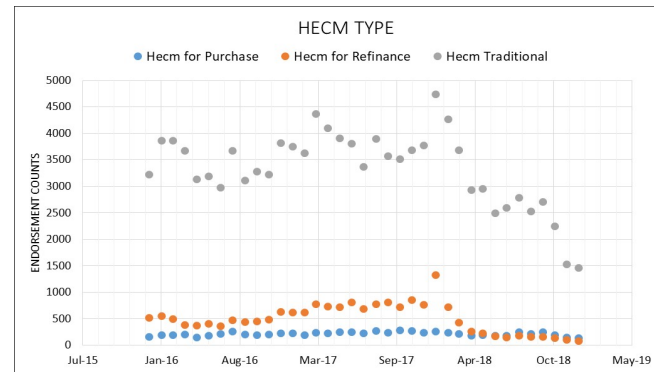 HECM TYPE
Hecm for Purchase Hecm for Refinance Hecm Traditional
5000
4500
4000
3500
3000
2500
2000
1500
1000
500
0
ENDORSEMENT COUNTS
Jul-15 Jan-16 Aug-16 Mar-17 Sep-17 Apr-18 Oct-18 May-19